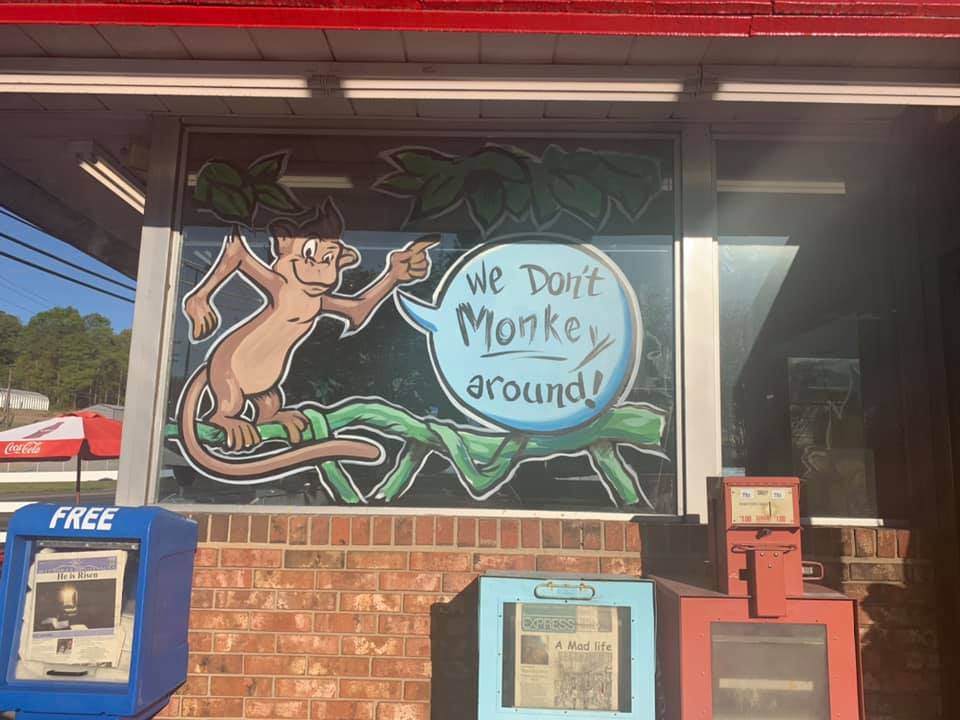 we Don't
Monkey
around!
Coca-Cola
FREE
He is Risen
EXPRESS
A Mad life